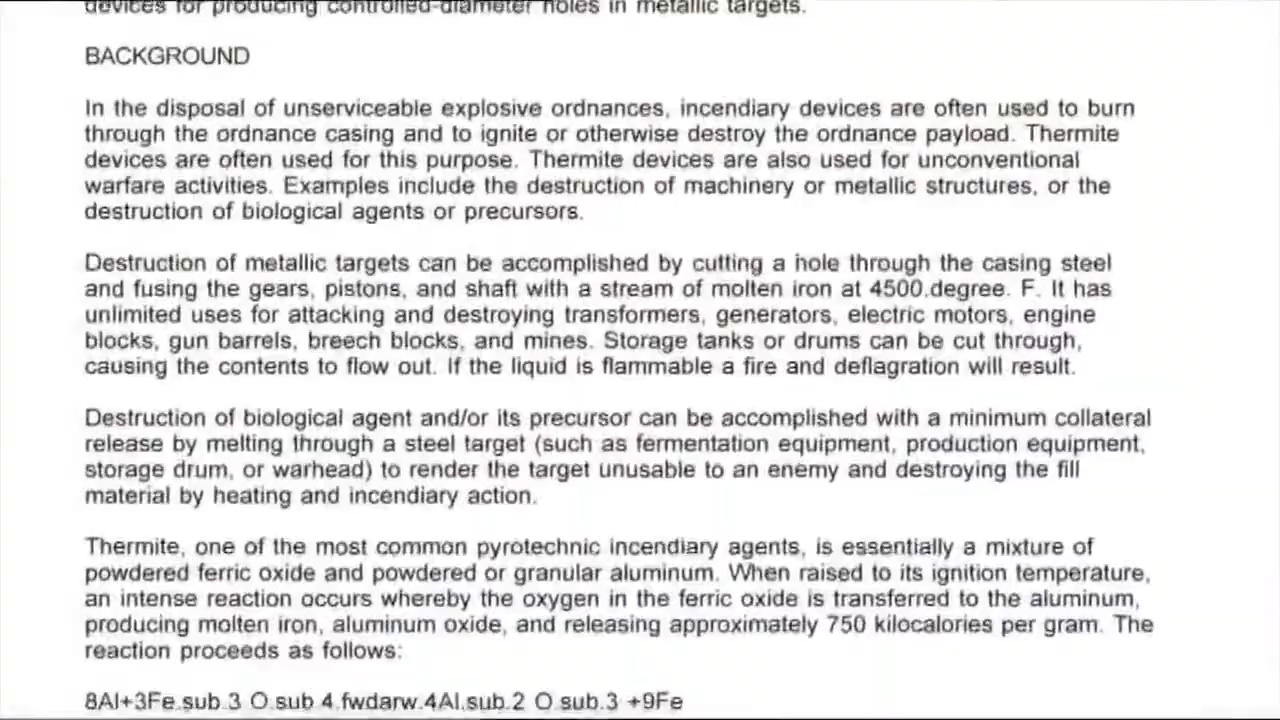 devices for producing controlled-diameter holes in metallic targets.
BACKGROUND
In the disposal of unserviceable explosive ordnances, incendiary devices are often used to burn
through the ordnance casing and to ignite or otherwise destroy the ordnance payload. Thermite
devices are often used for this purpose. Thermite devices are also used for unconventional
warfare activities. Examples include the destruction of machinery or metallic structures, or the
destruction of biological agents or precursors.
Destruction of metallic targets can be accomplished by cutting a hole through the casing steel
and fusing the gears, pistons, and shaft with a stream of molten iron at 4500.degree. F. It has
unlimited uses for attacking and destroying transformers, generators, electric motors, engine
blocks, gun barrels, breech blocks, and mines. Storage tanks or drums can be cut through,
causing the contents to flow out. If the liquid is flammable a fire and deflagration will result.
Destruction of biological agent and/or its precursor can be accomplished with a minimum collateral
release by melting through a steel target (such as fermentation equipment, production equipment,
storage drum, or warhead) to render the target unusable to an enemy and destroying the fill
material by heating and incendiary action.
Thermite, one of the most common pyrotechnic incendiary agents, is essentially a mixture of
powdered ferric oxide and powdered or granular aluminum. When raised to its ignition temperature,
an intense reaction occurs whereby the oxygen in the ferric oxide is transferred to the aluminum,
producing molten iron, aluminum oxide, and releasing approximately 750 kilocalories per gram. The
reaction proceeds as follows:
8Al+3Fe.sub.3 O.sub.4.fwdarw.4Al.sub.2 O.sub.3 +9Fe